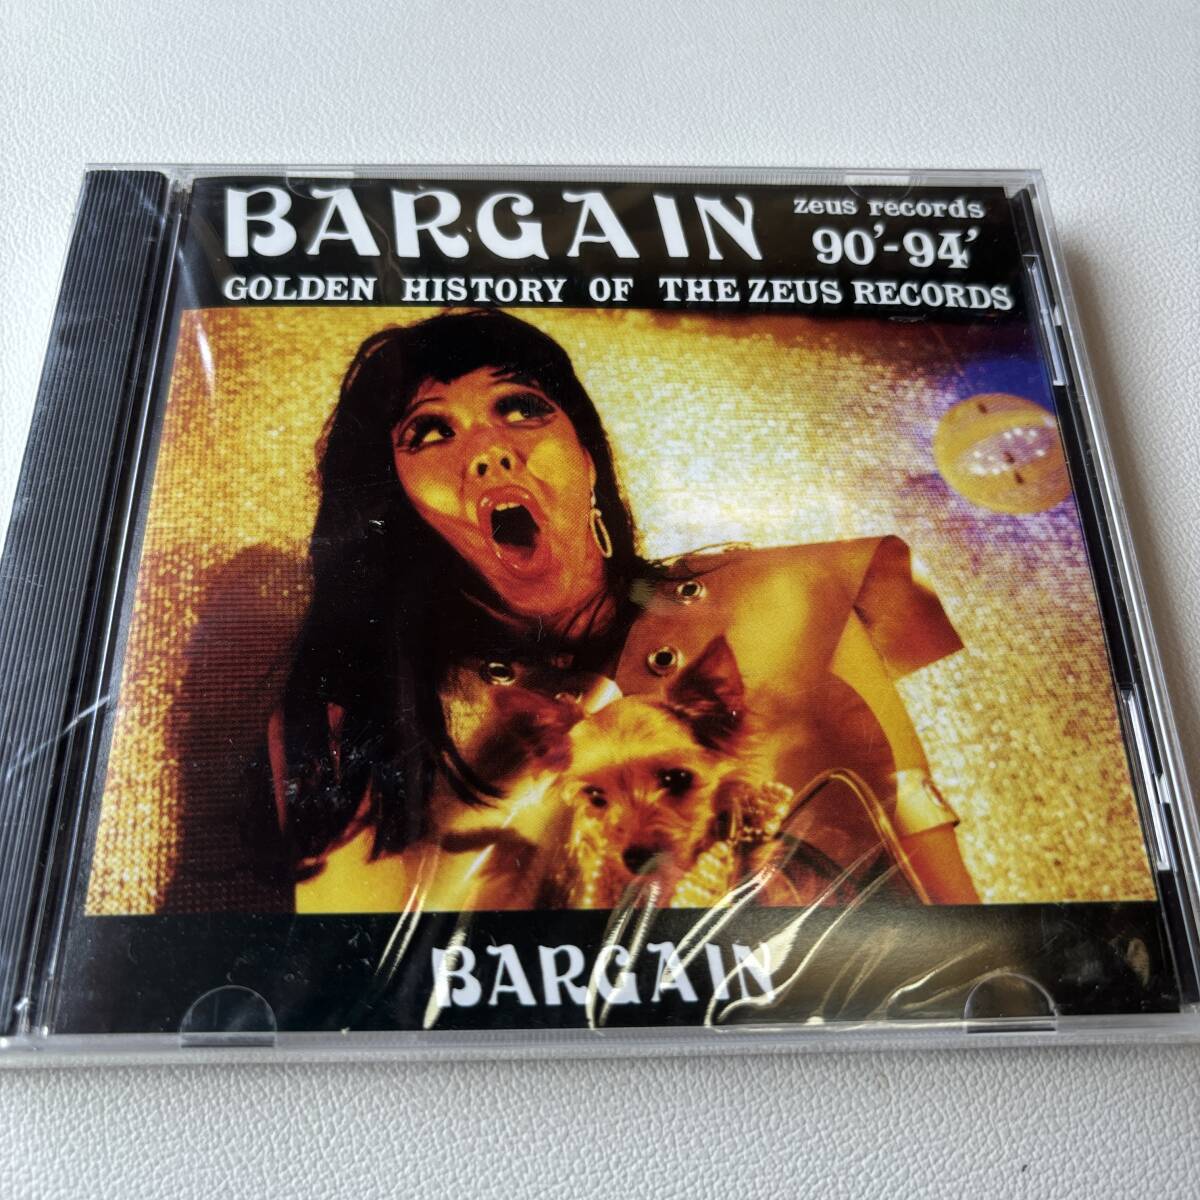 BARGAIN
zeus records
90'-94'
GOLDEN HISTORY OF THE ZEUS RECORDS
BARGAIN